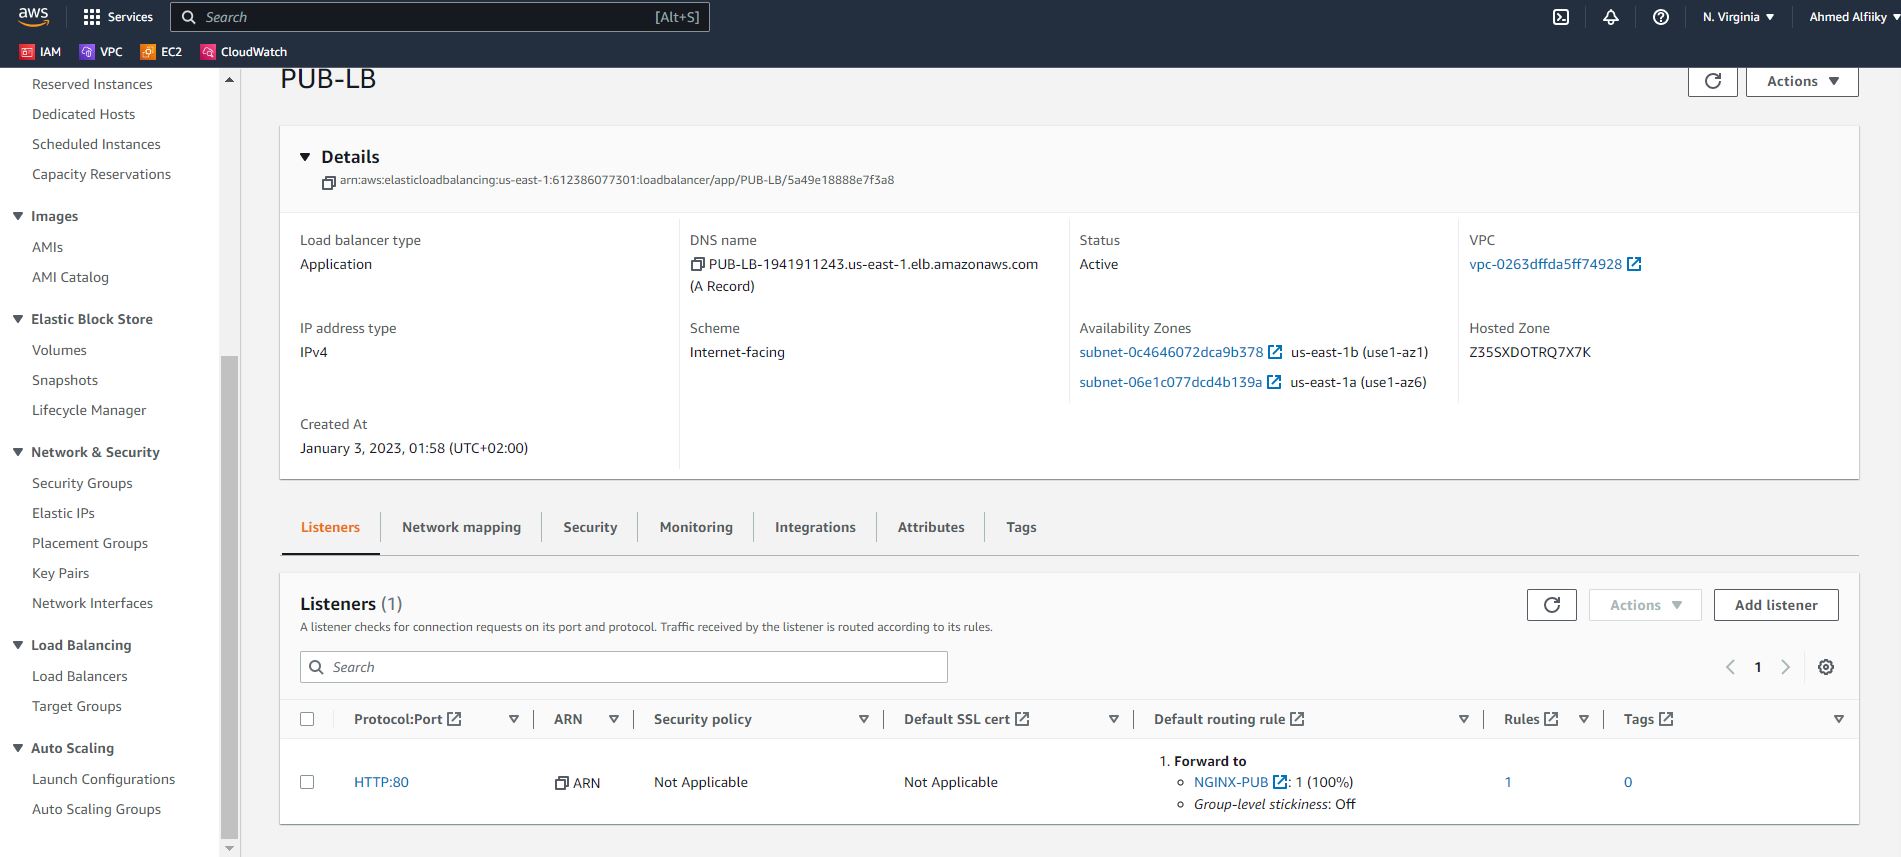 aws
Services
Search
[Alt+S]
N. Virginia
Ahmed Alfiiky
IAM
VPC
EC2
CloudWatch
Reserved Instances
Dedicated Hosts
Scheduled Instances
Capacity Reservations
Images
AMIs
AMI Catalog
Elastic Block Store
Volumes
Snapshots
Lifecycle Manager
Network & Security
Security Groups
Elastic IPs
Placement Groups
Key Pairs
Network Interfaces
Load Balancing
Load Balancers
Target Groups
Auto Scaling
Launch Configurations
Auto Scaling Groups
PUB-LB
Actions
Details
arn:aws:elasticloadbalancing:us-east-1:612386077301:loadbalancer/app/PUB-LB/5a49e18888e7f3a8
Load balancer type
Application
DNS name
PUB-LB-1941911243.us-east-1.elb.amazonaws.com
(A Record)
Status
Active
VPC
vpc-0263dffda5ff74928
IP address type
IPv4
Scheme
Internet-facing
Availability Zones
subnet-0c4646072dca9b378 us-east-1b (use1-az1)
subnet-06e1c077dcd4b139a us-east-1a (use1-az6)
Hosted Zone
Z35SXDOTRQ7X7K
Created At
January 3, 2023, 01:58 (UTC+02:00)
Listeners
Network mapping
Security
Monitoring
Integrations
Attributes
Tags
Listeners (1)
A listener checks for connection requests on its port and protocol. Traffic received by the listener is routed according to its rules.
Actions
Add listener
Search
1
Protocol:Port
ARN
Security policy
Default SSL cert
Default routing rule
Rules
Tags
HTTP:80
ARN
Not Applicable
Not Applicable
1. Forward to
NGINX-PUB : 1 (100%)
Group-level stickiness: Off
1
0